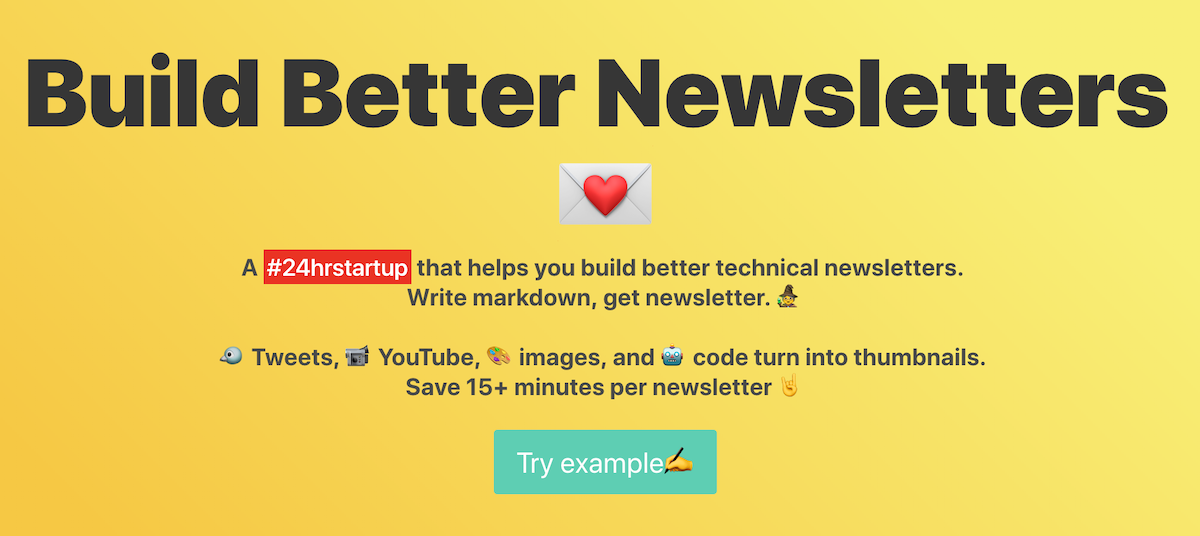 Build Better Newsletters
💌
A #24hrstartup that helps you build better technical newsletters.
Write markdown, get newsletter. 🧙‍♀️
🐦 Tweets, 📹 YouTube, 🎨 images, and 🤖 code turn into thumbnails.
Save 15+ minutes per newsletter 🤘
Try example✍️